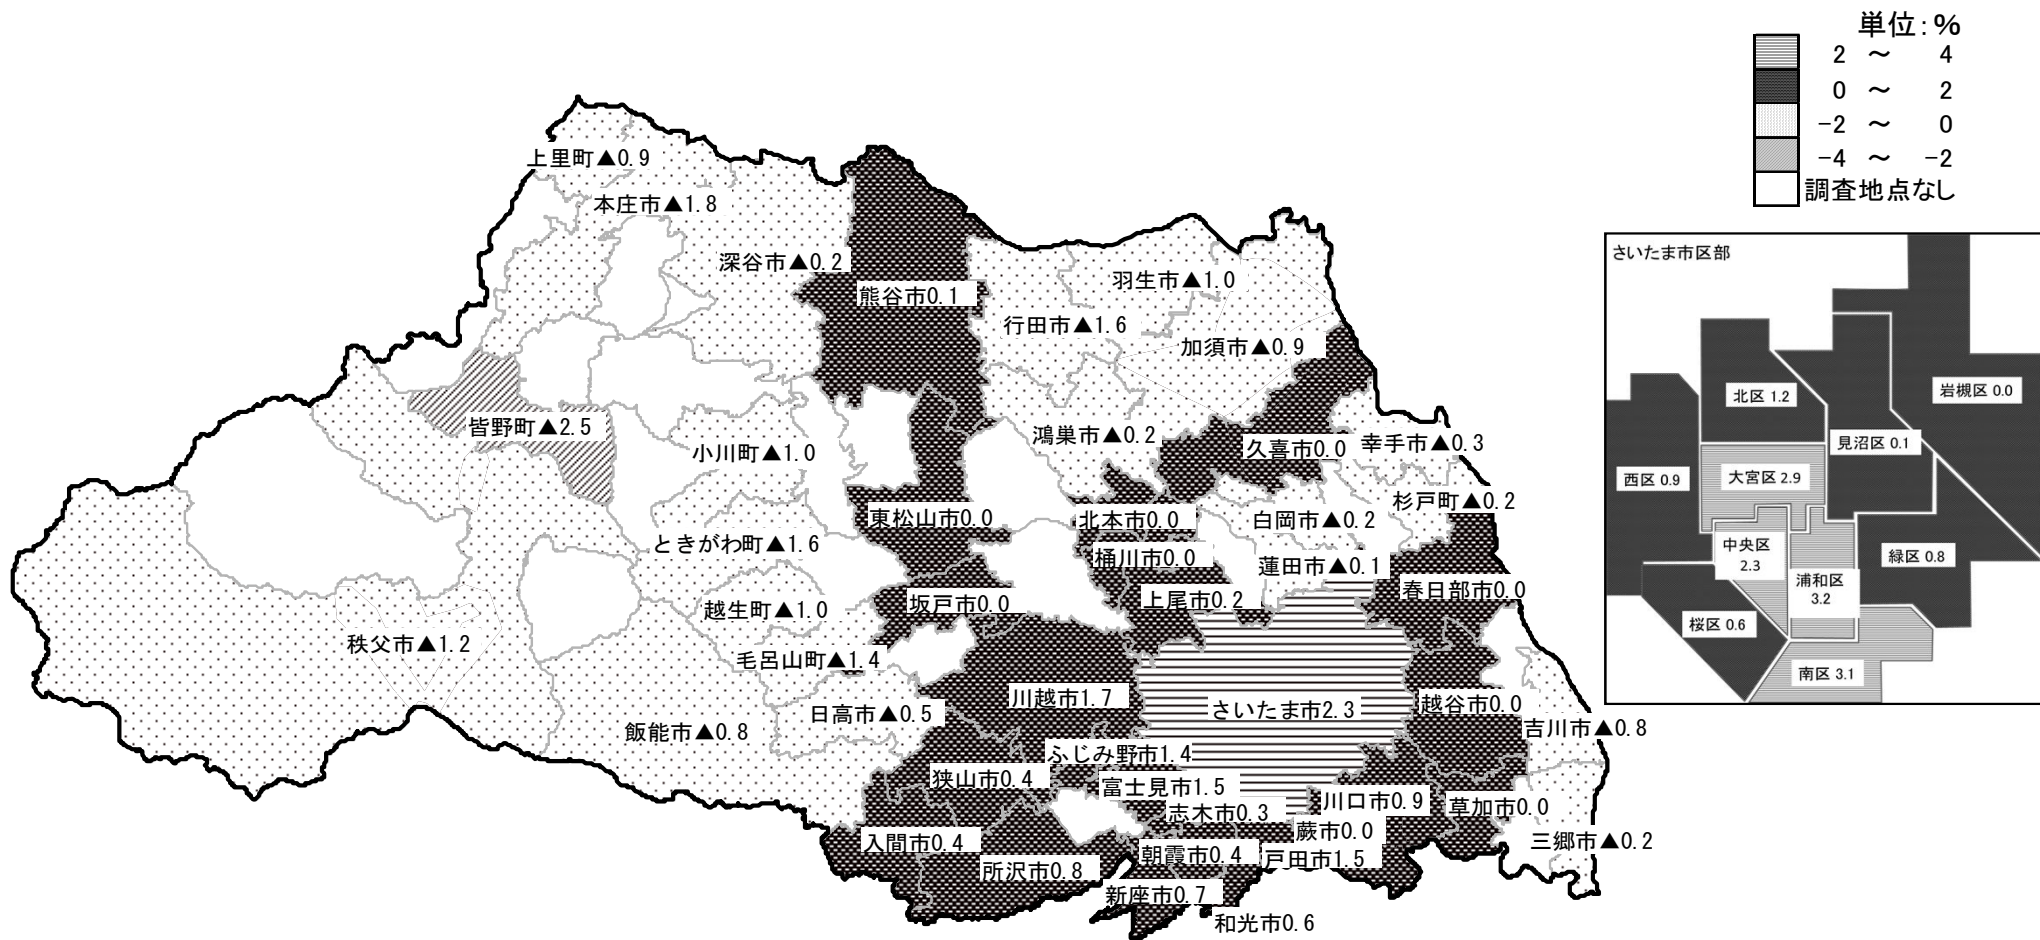 単位:%
2 ～ 4
0 ～ 2
-2 ～ 0
-4 ～ -2
調査地点なし
上里町▲0.9
本庄市▲1.8
深谷市▲0.2
熊谷市0.1
羽生市▲1.0
行田市▲1.6
加須市▲0.9
皆野町▲2.5
小川町▲1.0
鴻巣市▲0.2
久喜市0.0
幸手市▲0.3
杉戸町▲0.2
東松山市0.0
北本市0.0
白岡市▲0.2
ときがわ町▲1.6
桶川市0.0
蓮田市▲0.1
春日部市0.0
越生町▲1.0
坂戸市0.0
上尾市0.2
秩父市▲1.2
毛呂山町▲1.4
川越市1.7
さいたま市2.3
越谷市0.0
日高市▲0.5
飯能市▲0.8
吉川市▲0.8
ふじみ野市1.4
狭山市0.4
富士見市1.5
志木市0.3
川口市0.9
草加市0.0
蕨市0.0
三郷市▲0.2
入間市0.4
朝霞市0.4
戸田市1.5
所沢市0.8
新座市0.7
和光市0.6
さいたま市区部
岩槻区 0.0
北区 1.2
見沼区 0.1
西区 0.9
大宮区 2.9
中央区
2.3
緑区 0.8
浦和区
3.2
桜区 0.6
南区 3.1